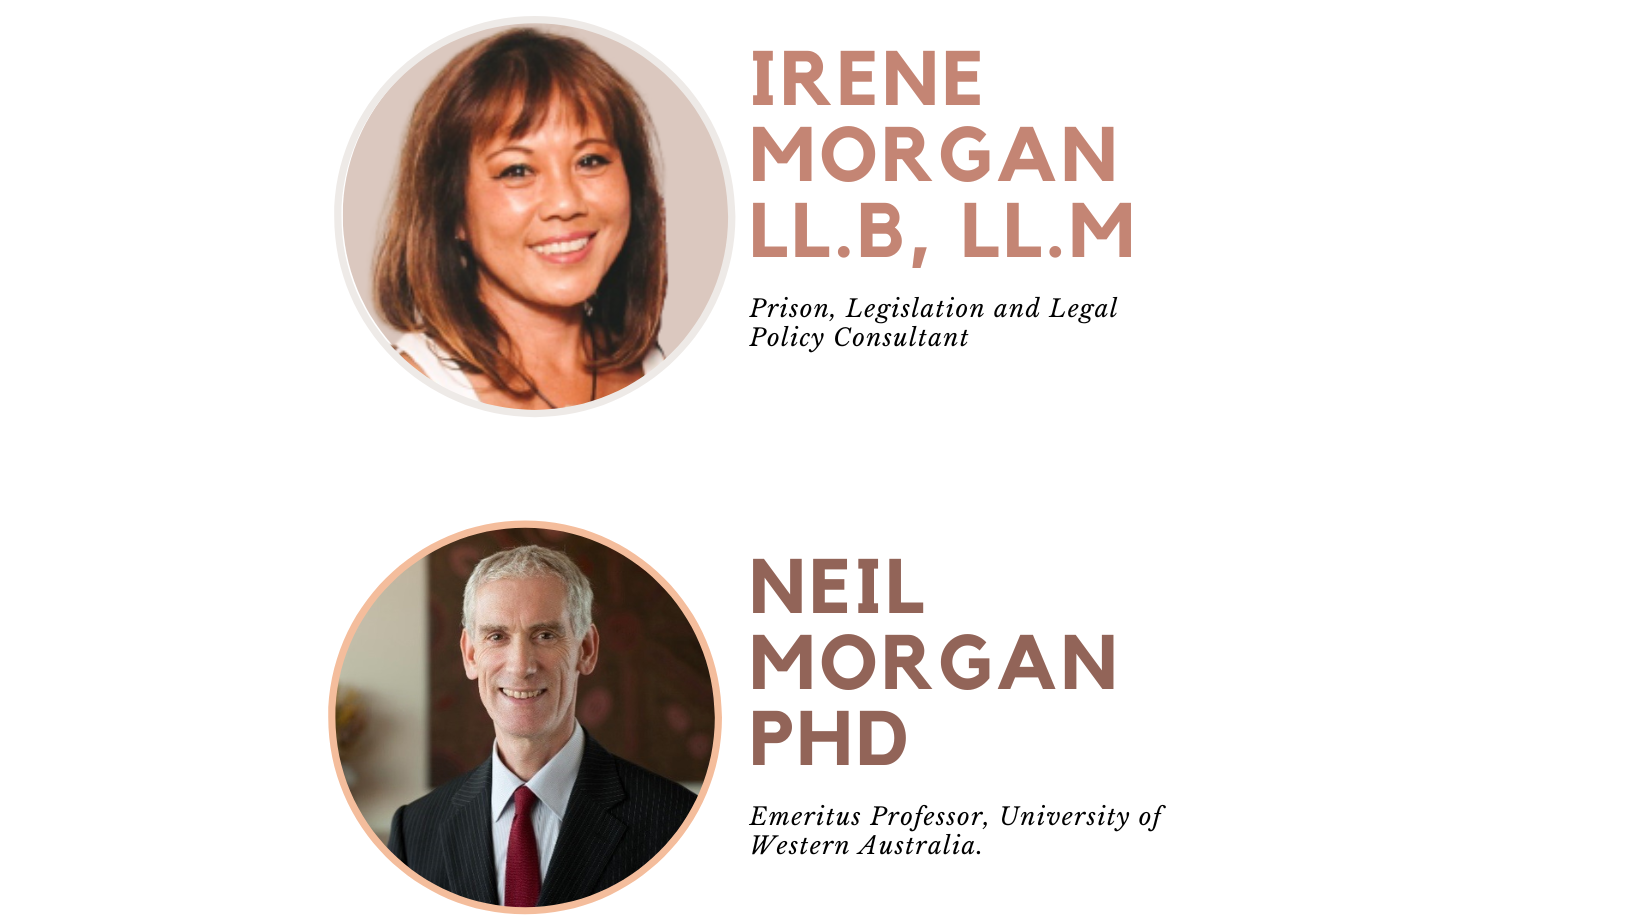 IRENE
MORGAN
LL.B, LL.M
Prison, Legislation and Legal
Policy Consultant
NEIL
MORGAN
PHD
Emeritus Professor, University of
Western Australia.